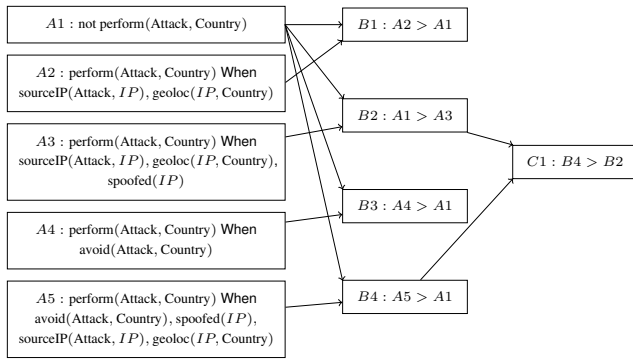 A1 : not perform(Attack, Country)
A2 : perform(Attack, Country) When
sourceIP(Attack, IP), geoloc(IP, Country)
A3 : perform(Attack, Country) When
sourceIP(Attack, IP), geoloc(IP, Country),
spoofed(IP)
A4 : perform(Attack, Country) When
avoid(Attack, Country)
A5 : perform(Attack, Country) When
avoid(Attack, Country), spoofed(IP),
sourceIP(Attack, IP), geoloc(IP, Country)
B1 : A2 > A1
B2 : A1 > A3
B3 : A4 > A1
B4 : A5 > A1
C1 : B4 > B2